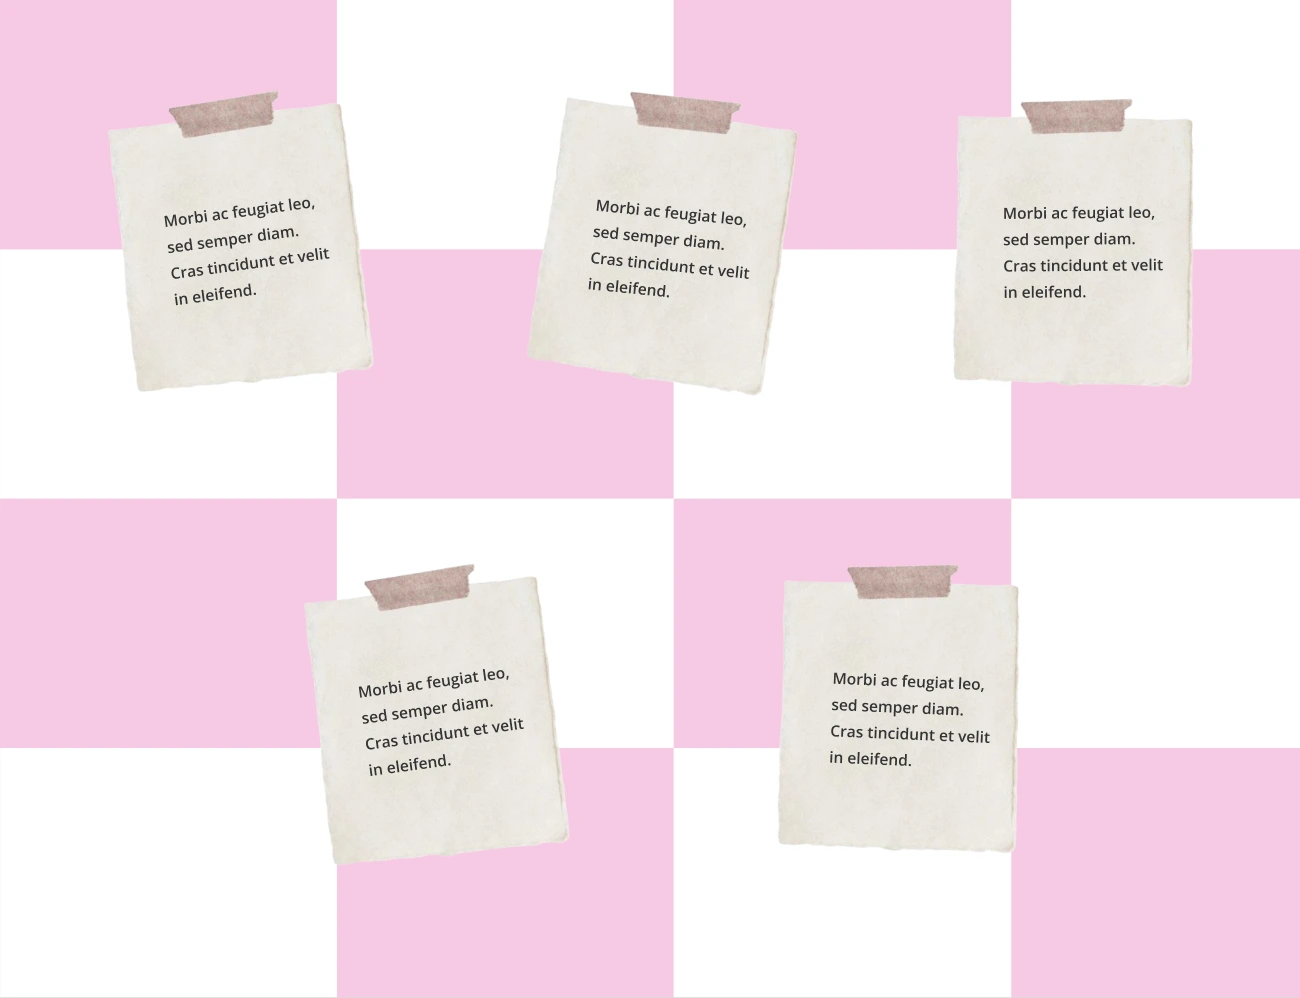 Morbi ac feugiat leo,
sed semper diam.
Cras tincidunt et velit
in eleifend.
Morbi ac feugiat leo,
sed semper diam.
Cras tincidunt et velit
in eleifend.
Morbi ac feugiat leo,
sed semper diam.
Cras tincidunt et velit
in eleifend.
Morbi ac feugiat leo,
sed semper diam.
Cras tincidunt et velit
in eleifend.
Morbi ac feugiat leo,
sed semper diam.
Cras tincidunt et velit
in eleifend.